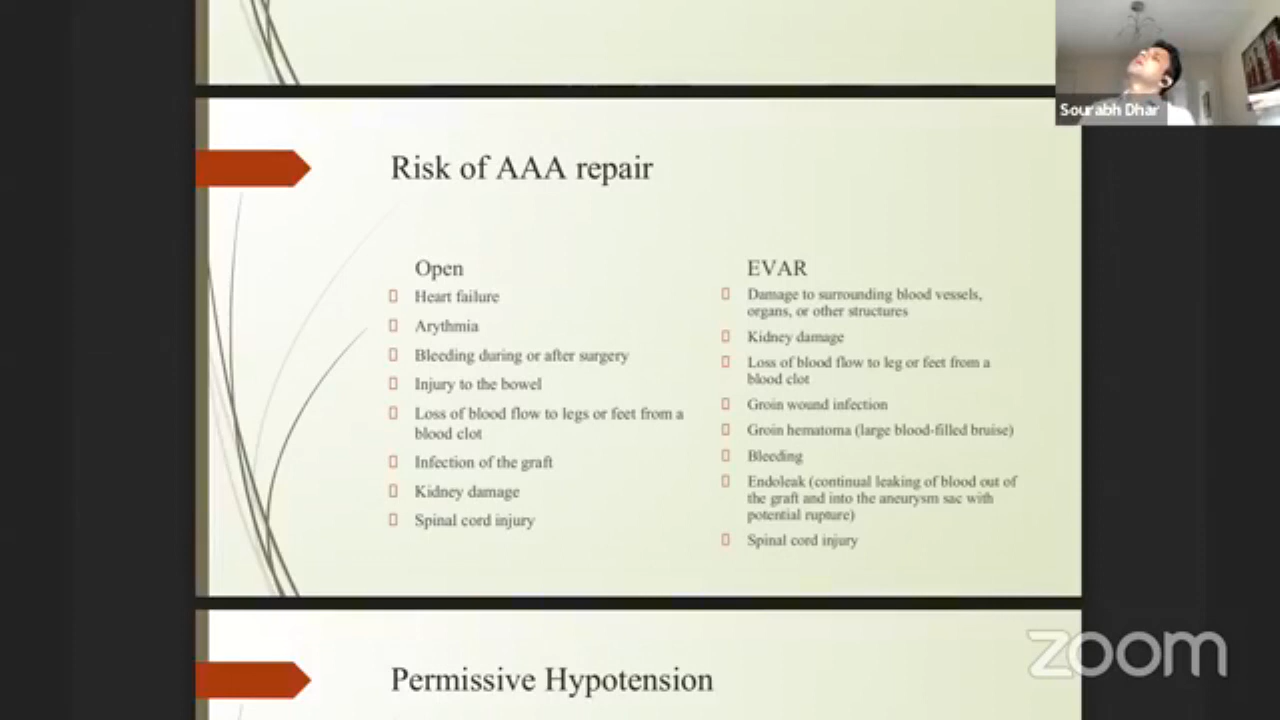 Sourabh Dhar
Risk of AAA repair
Open
Heart failure
Arythmia
Bleeding during or after surgery
Injury to the bowel
Loss of blood flow to legs or feet from a
blood clot
Infection of the graft
Kidney damage
Spinal cord injury
EVAR
Damage to surrounding blood vessels,
organs, or other structures
Kidney damage
Loss of blood flow to leg or feet from a
blood clot
Groin wound infection
Groin hematoma (large blood-filled bruise)
Bleeding
Endoleak (continual leaking of blood out of
the graft and into the aneurysm sac with
potential rupture)
Spinal cord injury
Permissive Hypotension
zoom